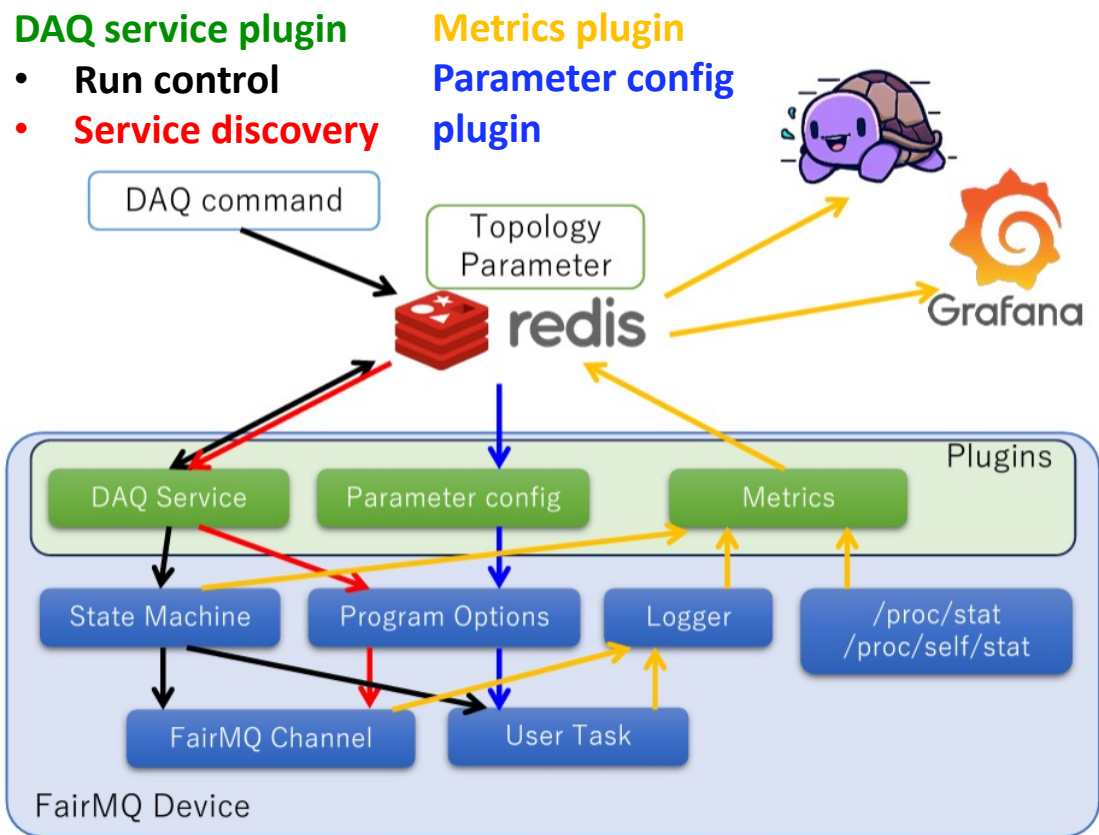 DAQ service plugin
• Run control
• Service discovery
Metrics plugin
Parameter config
plugin
DAQ command
Topology
Parameter
redis
Grafana
Plugins
DAQ Service
Parameter config
Metrics
State Machine
Program Options
Logger
/proc/stat
/proc/self/stat
FairMQ Channel
User Task
FairMQ Device